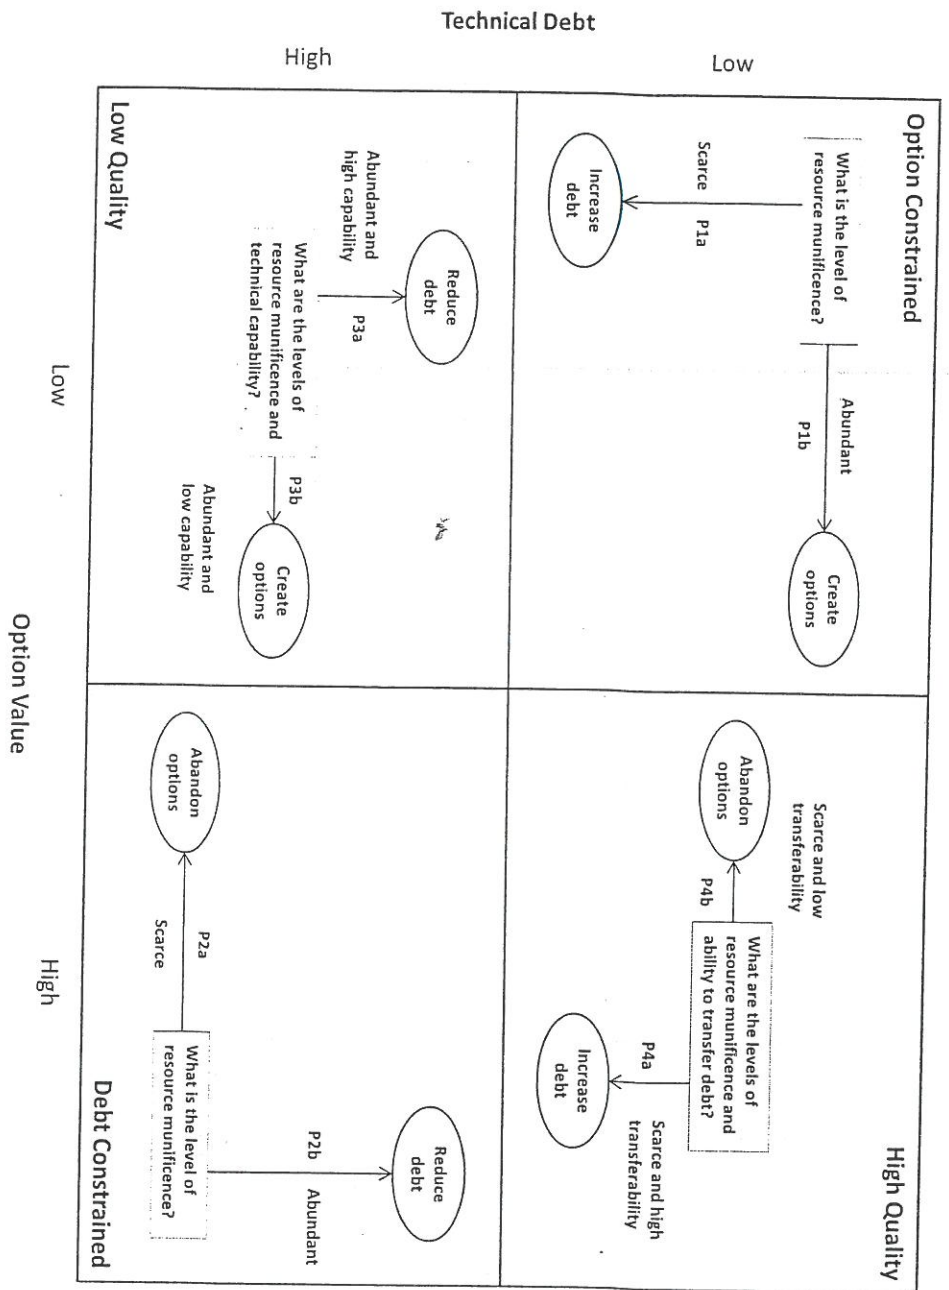 Technical Debt
Low
High
Option Constrained
What is the level of
resource munificence?
Scarce
P1a
Increase
debt
Abundant
P1b
Create
options
High Quality
What are the levels of
resource munificence and
ability to transfer debt?
Scarce and low
transferability
P4b
Abandon
options
P4a
Scarce and high
transferability
Increase
debt
Low Quality
What are the levels of
resource munificence and
technical capability?
Abundant and
high capability
P3a
Reduce
debt
P3b
Abundant and
low capability
Create
options
Debt Constrained
What is the level of
resource munificence?
P2a
Scarce
Abandon
options
P2b
Abundant
Reduce
debt
Low
High
Option Value